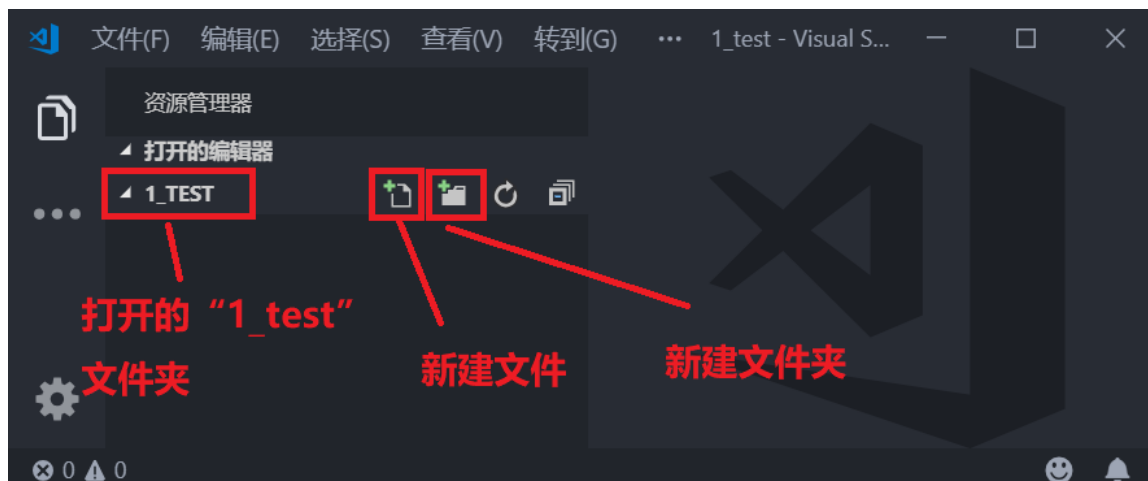 文件(F) 编辑(E) 选择(S) 查看(V) 转到(G) ··· 1_test - Visual S...
资源管理器
打开的编辑器
1_TEST
打开的“1_test”
文件夹
新建文件
新建文件夹
0 0